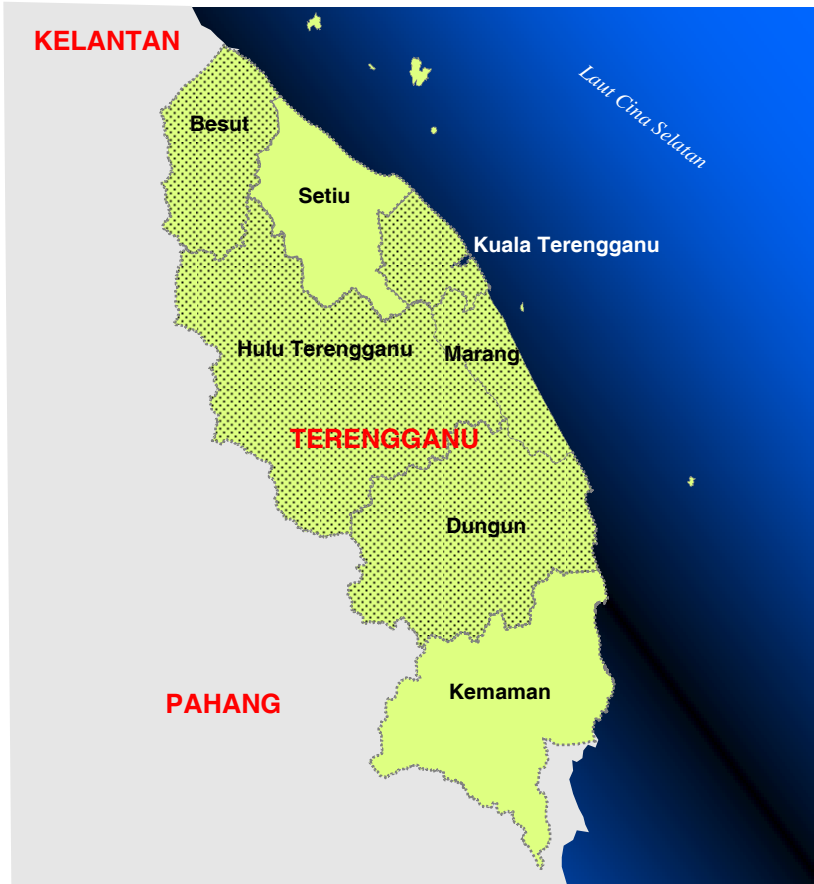 KELANTAN
Laut Cina Selatan
Besut
Setiu
Kuala Terengganu
Hulu Terengganu
Marang
TERENGGANU
Dungun
Kemaman
PAHANG